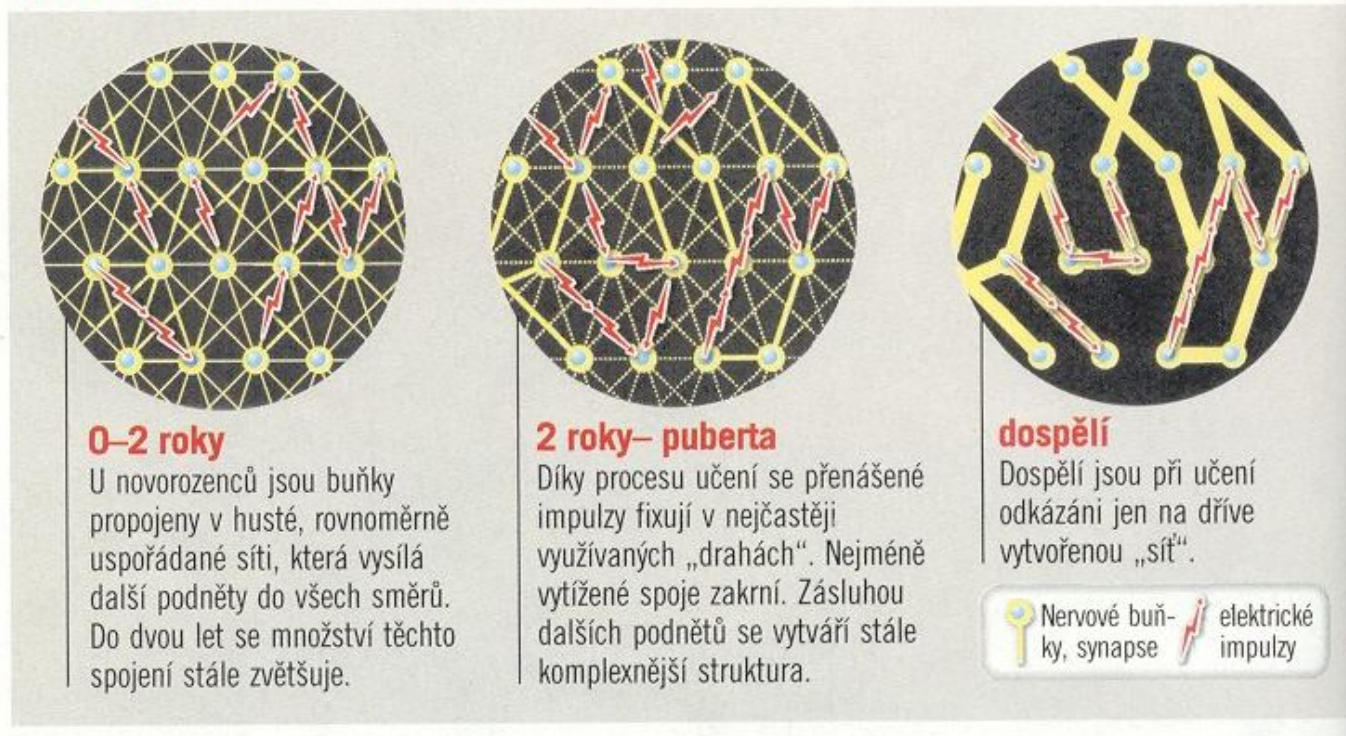 0–2 roky
U novorozenců jsou buňky
propojeny v husté, rovnoměrně
uspořádané síti, která vysílá
další podněty do všech směrů.
Do dvou let se množství těchto
spojení stále zvětšuje.
2 roky– puberta
Díky procesu učení se přenášené
impulzy fixují v nejčastěji
využívaných „drahách“. Nejméně
vytížené spoje zakrní. Zásluhou
dalších podnětů se vytváří stále
komplexnější struktura.
dospělí
Dospělí jsou při učení
odkázáni jen na dříve
vytvořenou „síť“.
Nervové buň-
ky, synapse
elektrické
impulzy